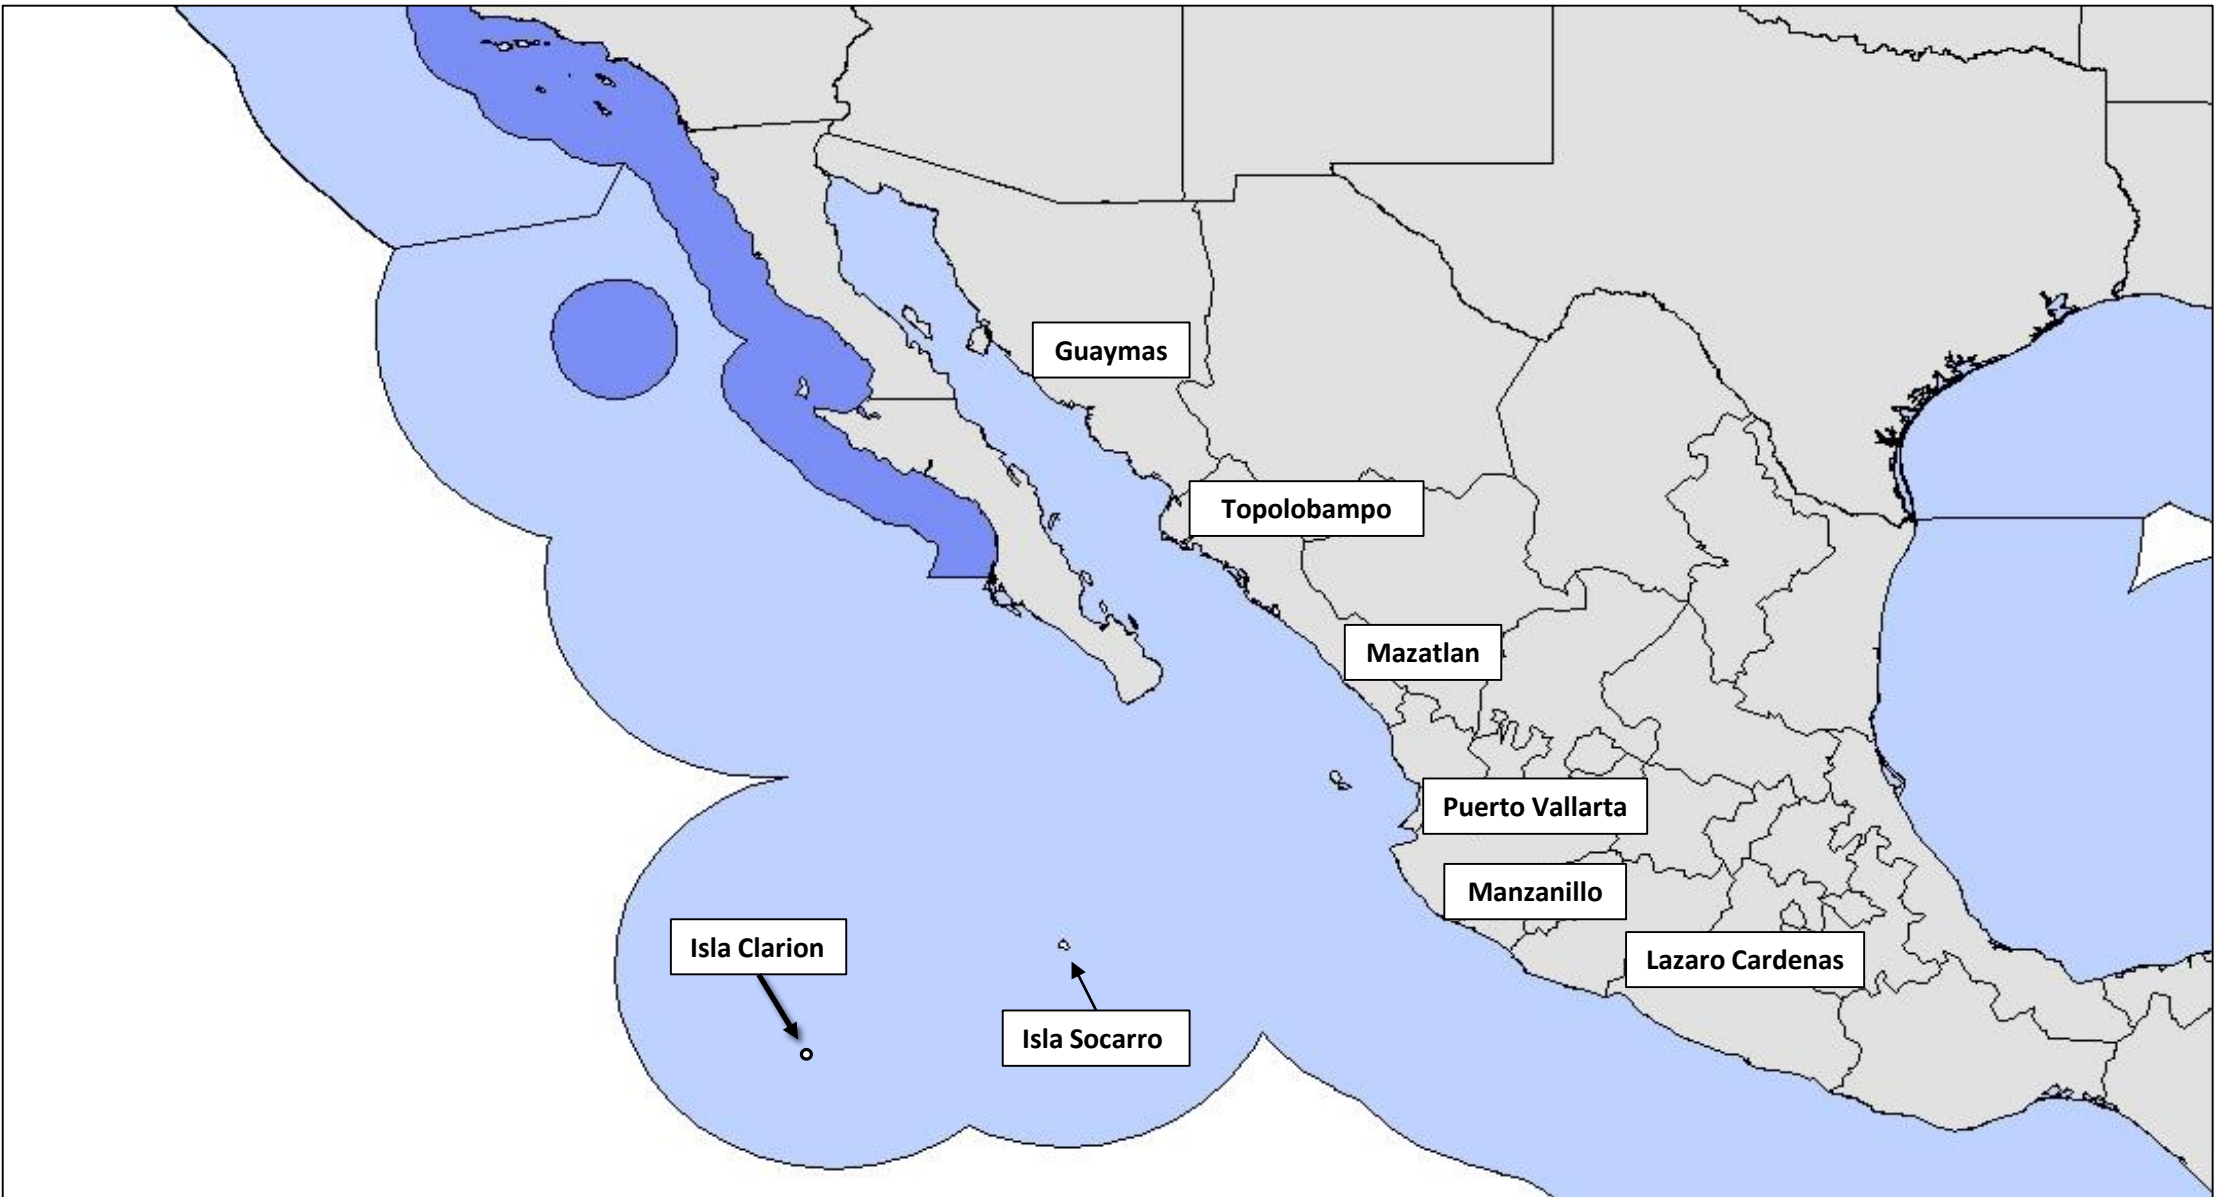 Guaymas
Topolobampo
Mazatlan
Puerto Vallarta
Manzanillo
Isla Clarion
Lazaro Cardenas
Isla Socarro